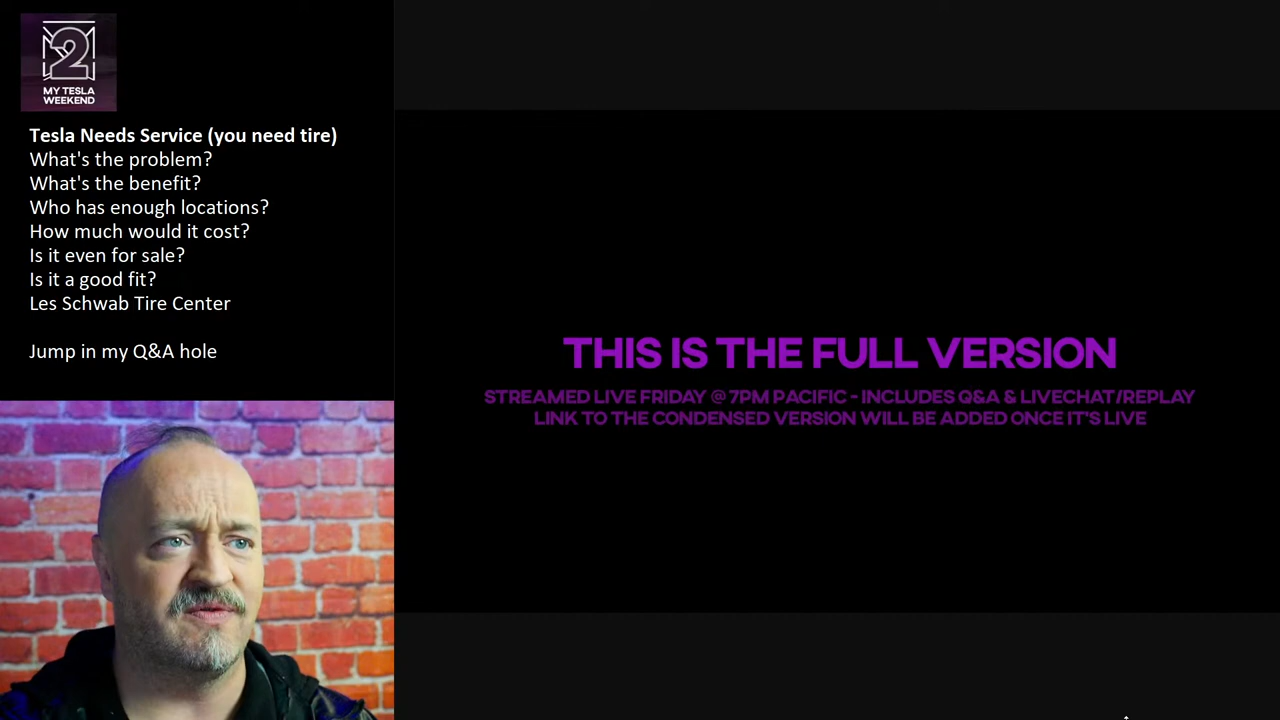 2
MY TESLA
WEEKEND
Tesla Needs Service (you need tire)
What's the problem?
What's the benefit?
Who has enough locations?
How much would it cost?
Is it even for sale?
Is it a good fit?
Les Schwab Tire Center
Jump in my Q&A hole
THIS IS THE FULL VERSION
STREAMED LIVE FRIDAY @ 7PM PACIFIC - INCLUDES Q&A & LIVECHAT/REPLAY
LINK TO THE CONDENSED VERSION WILL BE ADDED ONCE IT'S LIVE